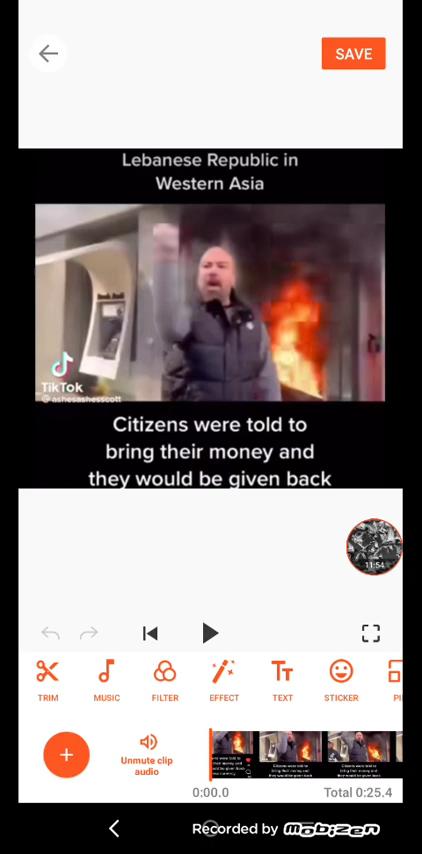 SAVE
Lebanese Republic in
Western Asia
TikTok
@ashesashesscott
Citizens were told to
bring their money and
they would be given back
11:54
TRIM
MUSIC
FILTER
EFFECT
TEXT
STICKER
Unmute clip
audio
0:00.0
Total 0:25.4
Recorded by mobizen